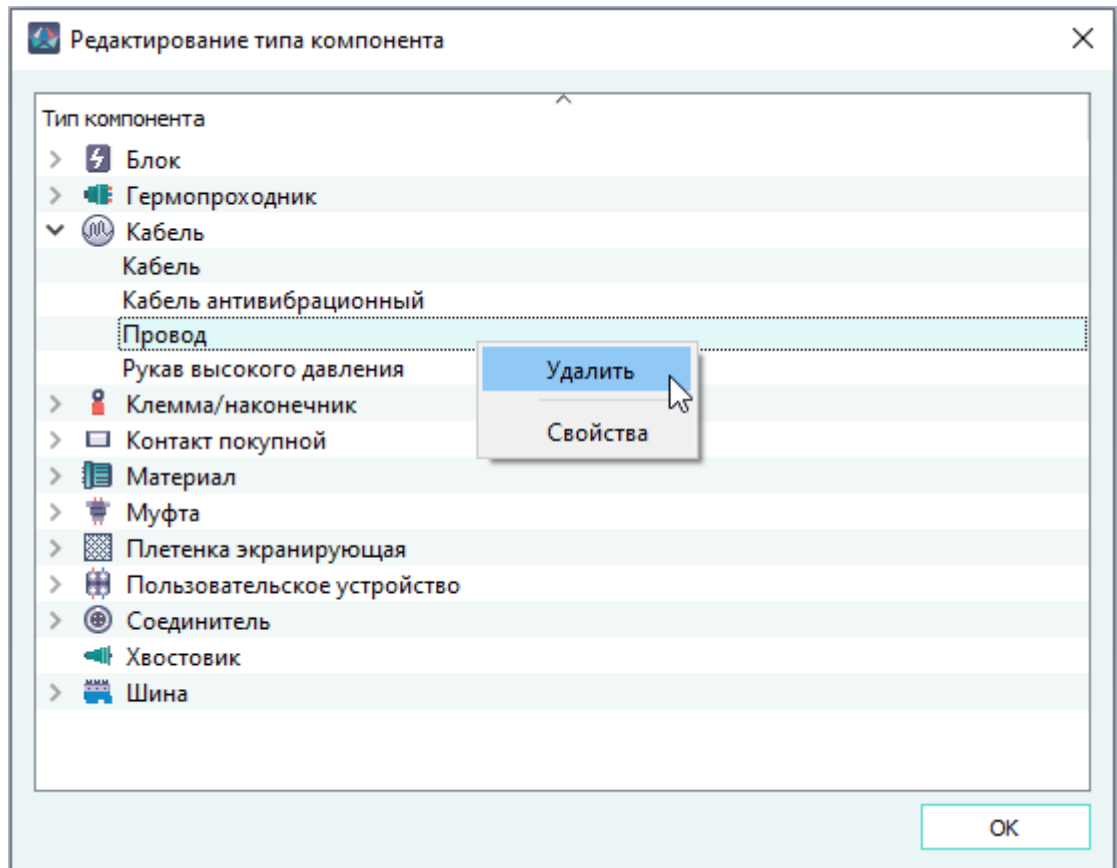 Редактирование типа компонента
Тип компонента
Блок
Гермопроходник
Кабель
Кабель
Кабель антивибрационный
Провод
Рукав высокого давления
Удалить
Клемма/наконечник
Контакт покупной
Свойства
Материал
Муфта
Плетенка экранирующая
Пользовательское устройство
Соединитель
Хвостовик
Шина
OK